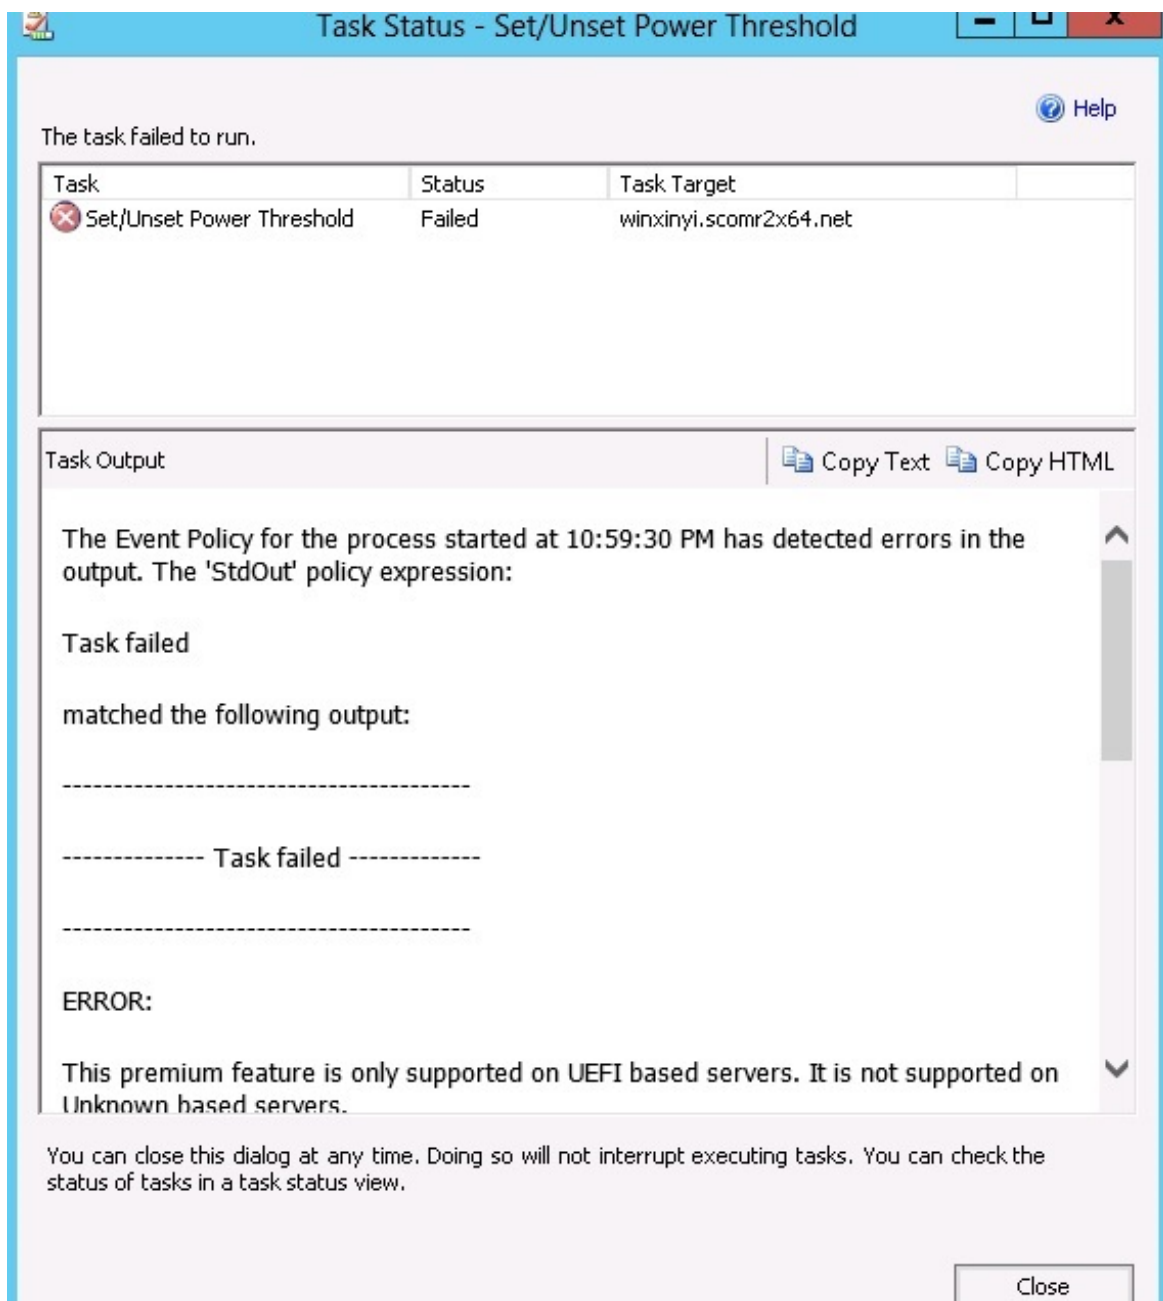 Task Status - Set/Unset Power Threshold
Help
The task failed to run.
Task Status Task Target
Set/Unset Power Threshold Failed winxinyi.scomr2x64.net
Task Output Copy Text Copy HTML
The Event Policy for the process started at 10:59:30 PM has detected errors in the
output. The 'StdOut' policy expression:
Task failed
matched the following output:
----------------------------------------
-------------- Task failed -------------
----------------------------------------
ERROR:
This premium feature is only supported on UEFI based servers. It is not supported on
Unknown based servers.
You can close this dialog at any time. Doing so will not interrupt executing tasks. You can check the
status of tasks in a task status view.
Close